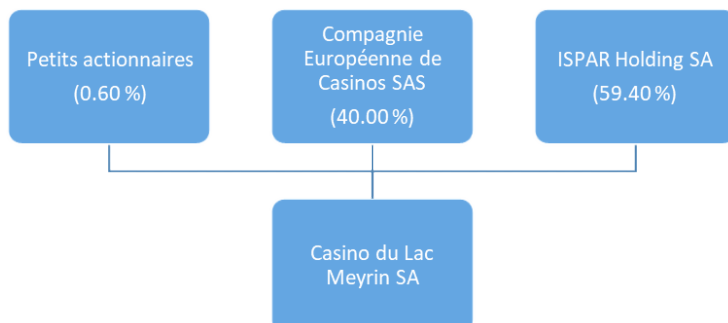 Petits actionnaires
(0.60 %)
Compagnie
Européenne de
Casinos SAS
(40.00 %)
ISPAR Holding SA
(59.40 %)
Casino du Lac
Meyrin SA